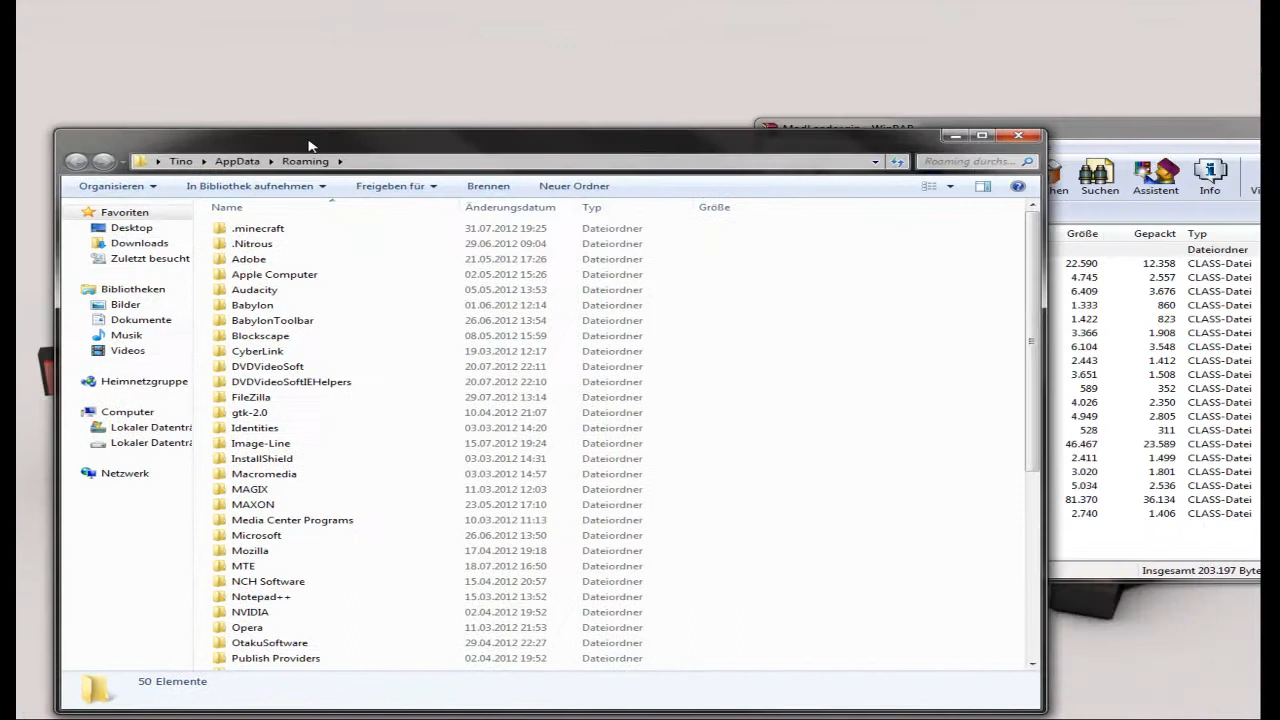 ModLoader.zip - WinRAR
Tino AppData Roaming
Roaming durchs...
Organisieren In Bibliothek aufnehmen Freigeben für Brennen Neuer Ordner
hen Suchen Assistent Info
Name Änderungsdatum Typ Größe
Favoriten
Desktop
Downloads
Zuletzt besucht
Bibliotheken
Bilder
Dokumente
Musik
Videos
Heimnetzgruppe
Computer
Lokaler Datenträ
Lokaler Datenträ
Netzwerk
.minecraft 31.07.2012 19:25 Dateiordner
.Nitrous 29.06.2012 09:04 Dateiordner
Adobe 21.05.2012 17:26 Dateiordner
Apple Computer 02.05.2012 15:26 Dateiordner
Audacity 05.05.2012 13:53 Dateiordner
Babylon 01.06.2012 12:14 Dateiordner
BabylonToolbar 26.06.2012 13:54 Dateiordner
Blockscape 08.05.2012 15:59 Dateiordner
CyberLink 19.03.2012 12:17 Dateiordner
DVDVideoSoft 20.07.2012 22:11 Dateiordner
DVDVideoSoftIEHelpers 20.07.2012 22:10 Dateiordner
FileZilla 29.07.2012 13:14 Dateiordner
gtk-2.0 10.04.2012 21:07 Dateiordner
Identities 03.03.2012 14:20 Dateiordner
Image-Line 15.07.2012 19:24 Dateiordner
InstallShield 03.03.2012 14:31 Dateiordner
Macromedia 03.03.2012 14:57 Dateiordner
MAGIX 11.03.2012 12:03 Dateiordner
MAXON 23.05.2012 17:10 Dateiordner
Media Center Programs 10.03.2012 11:13 Dateiordner
Microsoft 26.06.2012 13:50 Dateiordner
Mozilla 17.04.2012 19:18 Dateiordner
MTE 18.07.2012 16:50 Dateiordner
NCH Software 15.04.2012 20:57 Dateiordner
Notepad++ 15.03.2012 13:52 Dateiordner
NVIDIA 02.04.2012 19:52 Dateiordner
Opera 11.03.2012 21:53 Dateiordner
OtakuSoftware 29.04.2012 22:27 Dateiordner
Publish Providers 02.04.2012 19:52 Dateiordner
50 Elemente
Größe Gepackt Typ
Dateiordner
22.590 12.358 CLASS-Datei
4.745 2.557 CLASS-Datei
6.409 3.676 CLASS-Datei
1.333 860 CLASS-Datei
1.422 823 CLASS-Datei
3.366 1.908 CLASS-Datei
6.104 3.548 CLASS-Datei
2.443 1.412 CLASS-Datei
3.651 1.508 CLASS-Datei
589 352 CLASS-Datei
4.026 2.350 CLASS-Datei
4.949 2.805 CLASS-Datei
528 311 CLASS-Datei
46.467 23.589 CLASS-Datei
2.411 1.499 CLASS-Datei
3.020 1.801 CLASS-Datei
5.034 2.536 CLASS-Datei
81.370 36.134 CLASS-Datei
2.740 1.406 CLASS-Datei
Insgesamt 203.197 Byte